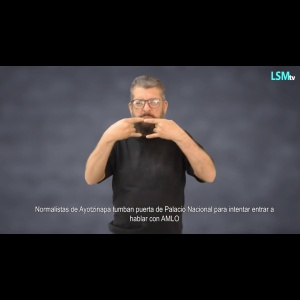 LSMtv
Normalistas de Ayotzinapa tumban puerta de Palacio Nacional para intentar entrar a
hablar con AMLO